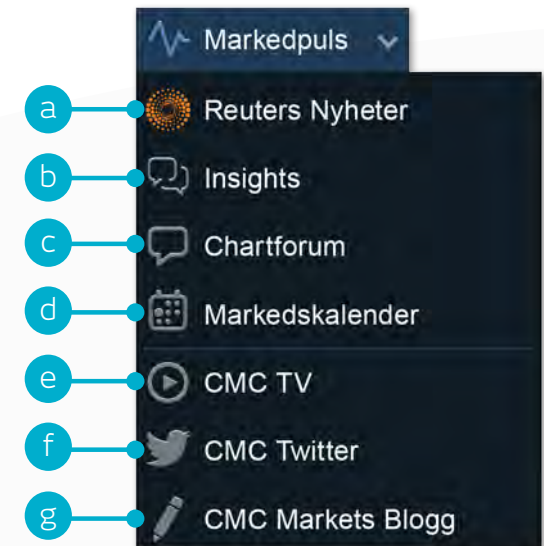 Markedpuls
a Reuters Nyheter
b Insights
c Chartforum
d Markedskalender
e CMC TV
f CMC Twitter
g CMC Markets Blogg